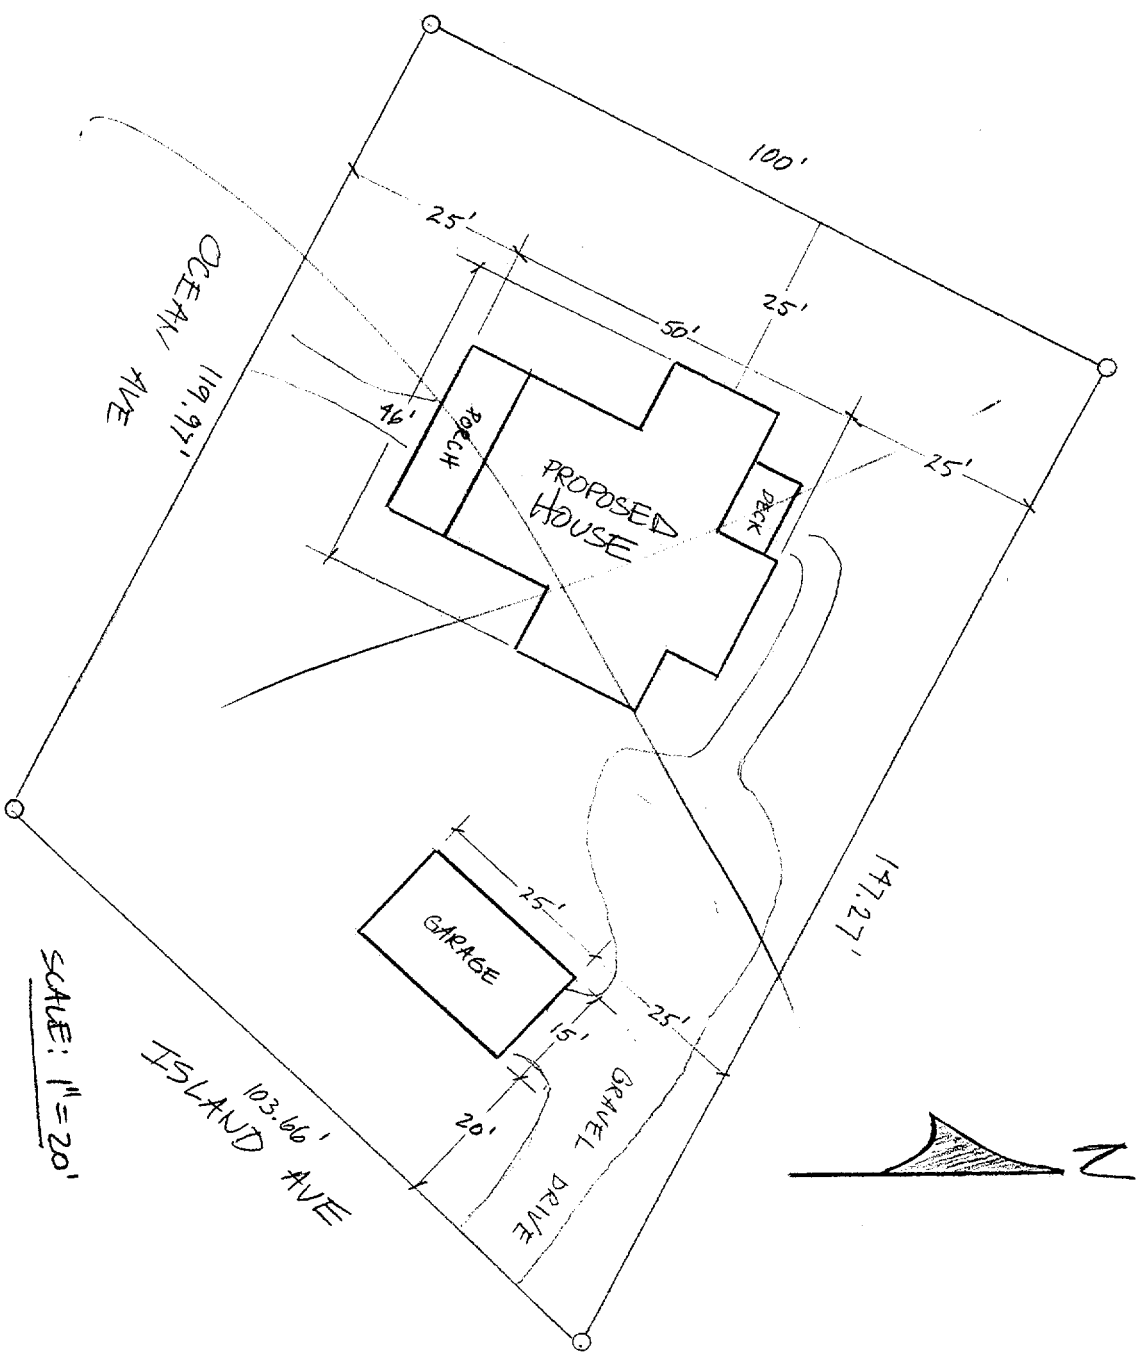 100'
25'
25'
50'
25'
OCEAN AVE
119.97'
46'
PORCH
PROPOSED
HOUSE
DECK
147.27'
25'
GARAGE
25'
15'
20'
GRAVEL DRIVE
103.66'
ISLAND AVE
SCALE: 1"=20'
N